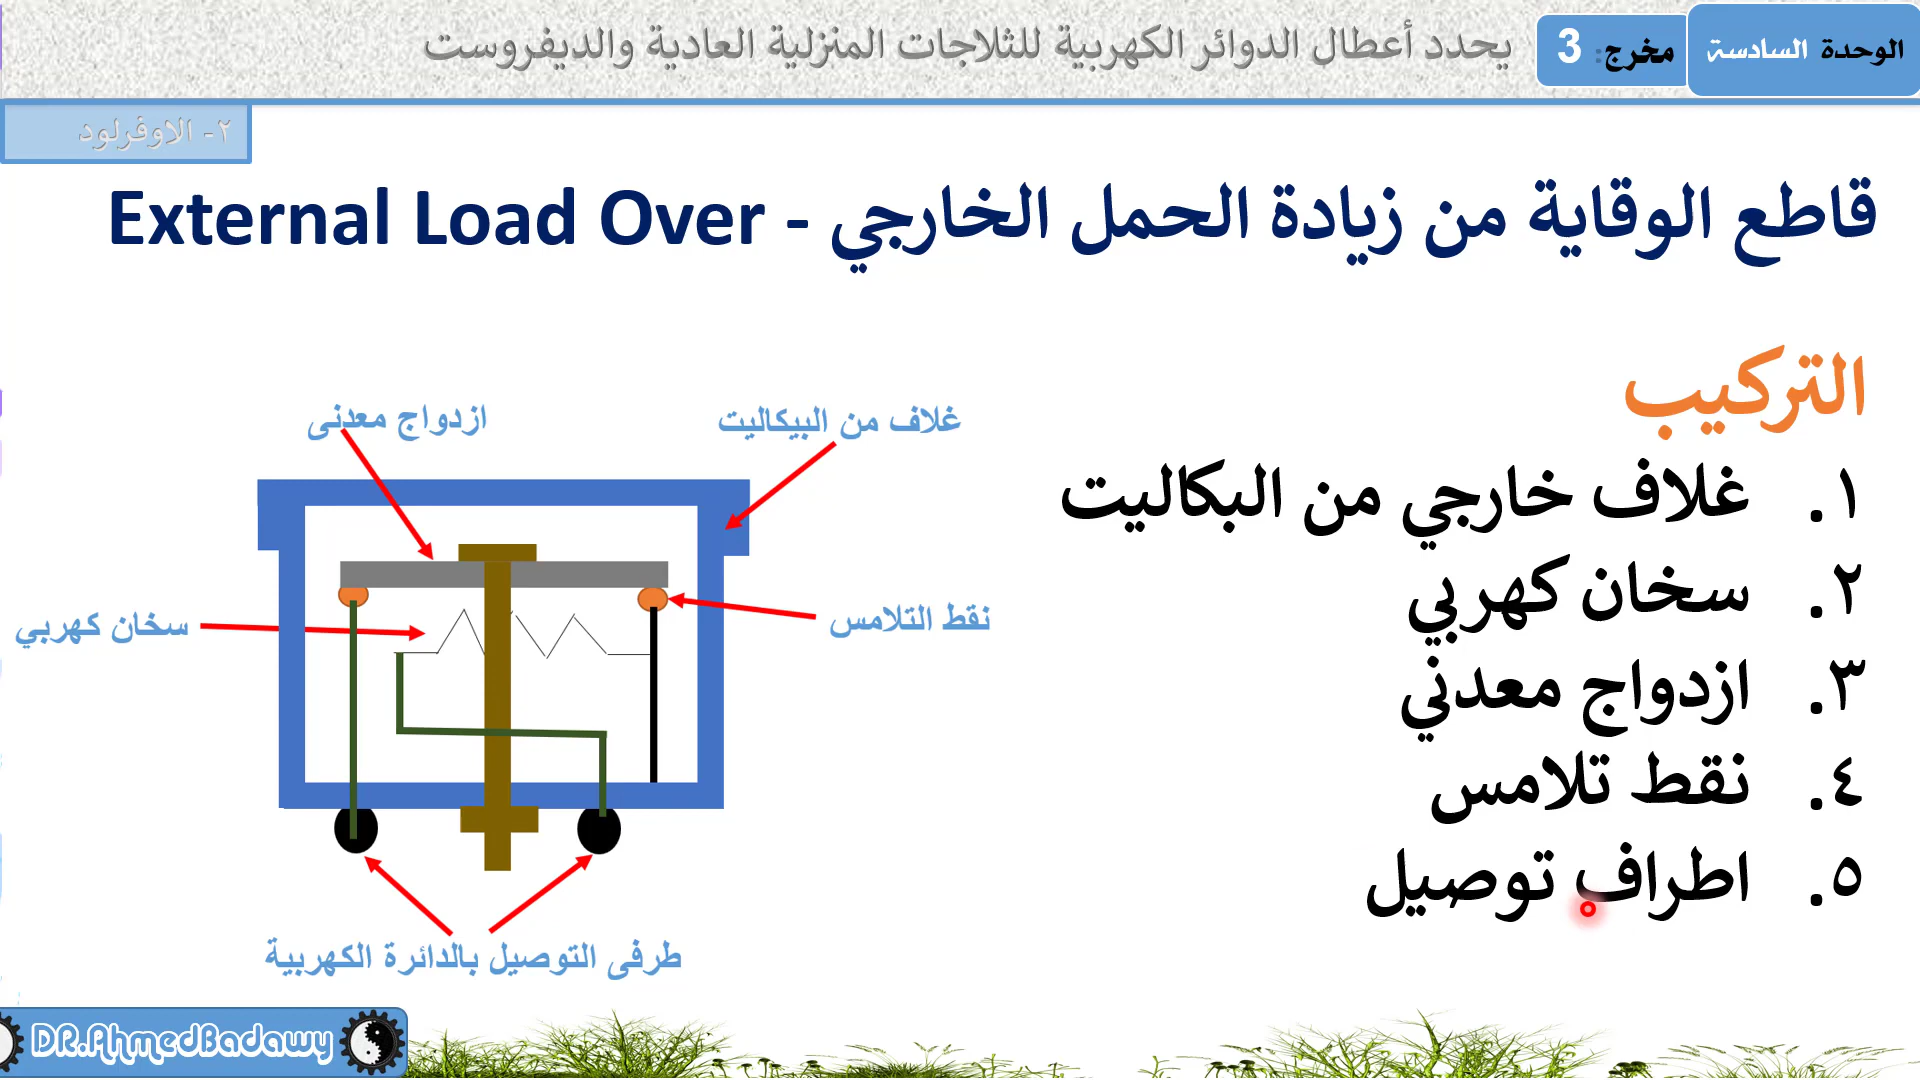 الوحدة السادسة
مخرج: 3
يحدد أعطال الدوائر الكهربية للثلاجات المنزلية العادية والديفروست
٢- الاوفرلود
قاطع الوقاية من زيادة الحمل الخارجي - External Load Over
التركيب
١. غلاف خارجي من البكاليت
٢. سخان كهربي
٣. ازدواج معدني
٤. نقط تلامس
٥. اطراف توصيل
غلاف من البيكاليت
ازدواج معدنى
نقط التلامس
سخان كهربي
طرفى التوصيل بالدائرة الكهربية
DR.AhmedBadawy